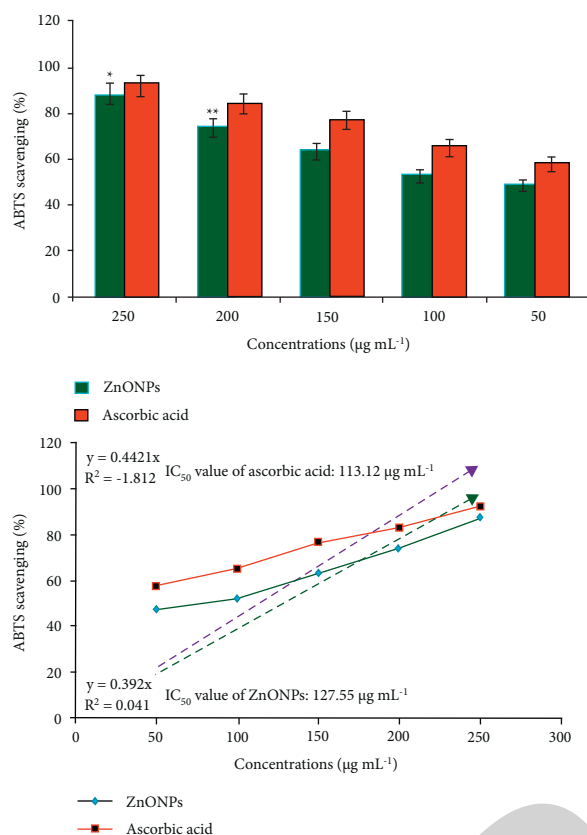 120
100
80
60
40
20
0
ABTS scavenging (%)
*
**
250 200 150 100 50
Concentrations (µg mL⁻¹)
ZnONPs
Ascorbic acid
120
100
80
60
40
20
0
ABTS scavenging (%)
y = 0.4421x
R² = -1.812
IC₅₀ value of ascorbic acid: 113.12 µg mL⁻¹
y = 0.392x
R² = 0.041
IC₅₀ value of ZnONPs: 127.55 µg mL⁻¹
0 50 100 150 200 250 300
Concentrations (µg mL⁻¹)
ZnONPs
Ascorbic acid